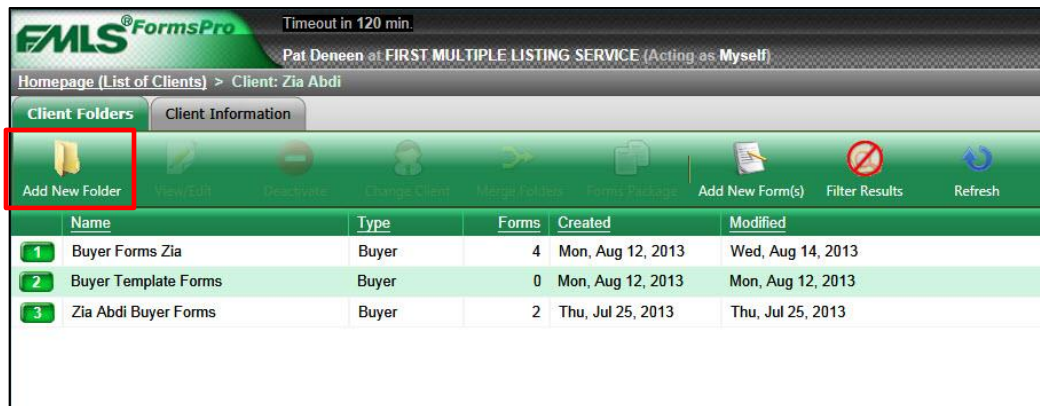 FMLS® FormsPro
Timeout in 120 min.
Pat Deneen at FIRST MULTIPLE LISTING SERVICE (Acting as Myself)
Homepage (List of Clients) > Client: Zia Abdi
Client Folders Client Information
Add New Folder View/Edit Deactivate Change Client Merge Folders Forms Package Add New Form(s) Filter Results Refresh
Name Type Forms Created Modified
1 Buyer Forms Zia Buyer 4 Mon, Aug 12, 2013 Wed, Aug 14, 2013
2 Buyer Template Forms Buyer 0 Mon, Aug 12, 2013 Mon, Aug 12, 2013
3 Zia Abdi Buyer Forms Buyer 2 Thu, Jul 25, 2013 Thu, Jul 25, 2013